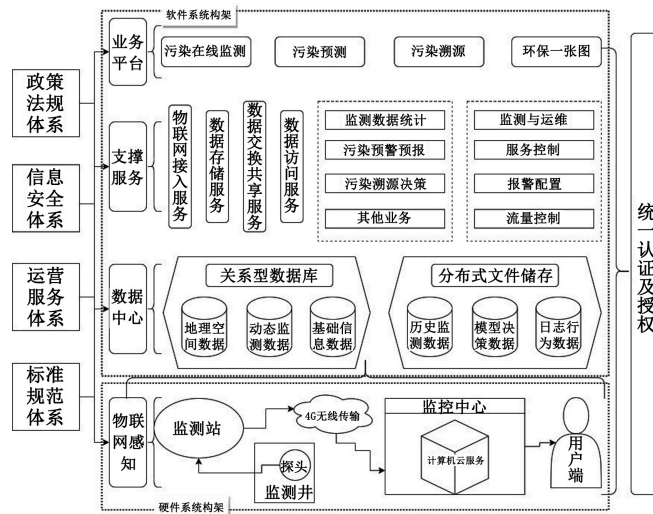 软件系统构架
业务
平台
污染在线监测
污染预测
污染溯源
环保一张图
政策
法规
体系
信息
安全
体系
运营
服务
体系
标准
规范
体系
支撑
服务
物联网接入服务
数据存储服务
数据交换共享服务
数据访问服务
监测数据统计
污染预警预报
污染溯源决策
其他业务
监测与运维
服务控制
报警配置
流量控制
统一认证及授权
数据
中心
关系型数据库
地理空
间数据
动态监
测数据
基础信
息数据
分布式文件储存
历史监
测数据
模型决
策数据
日志行
为数据
物联
网感
知
监测站
4G无线传输
探头
监测井
监控中心
计算机云服务
用户端
硬件系统构架